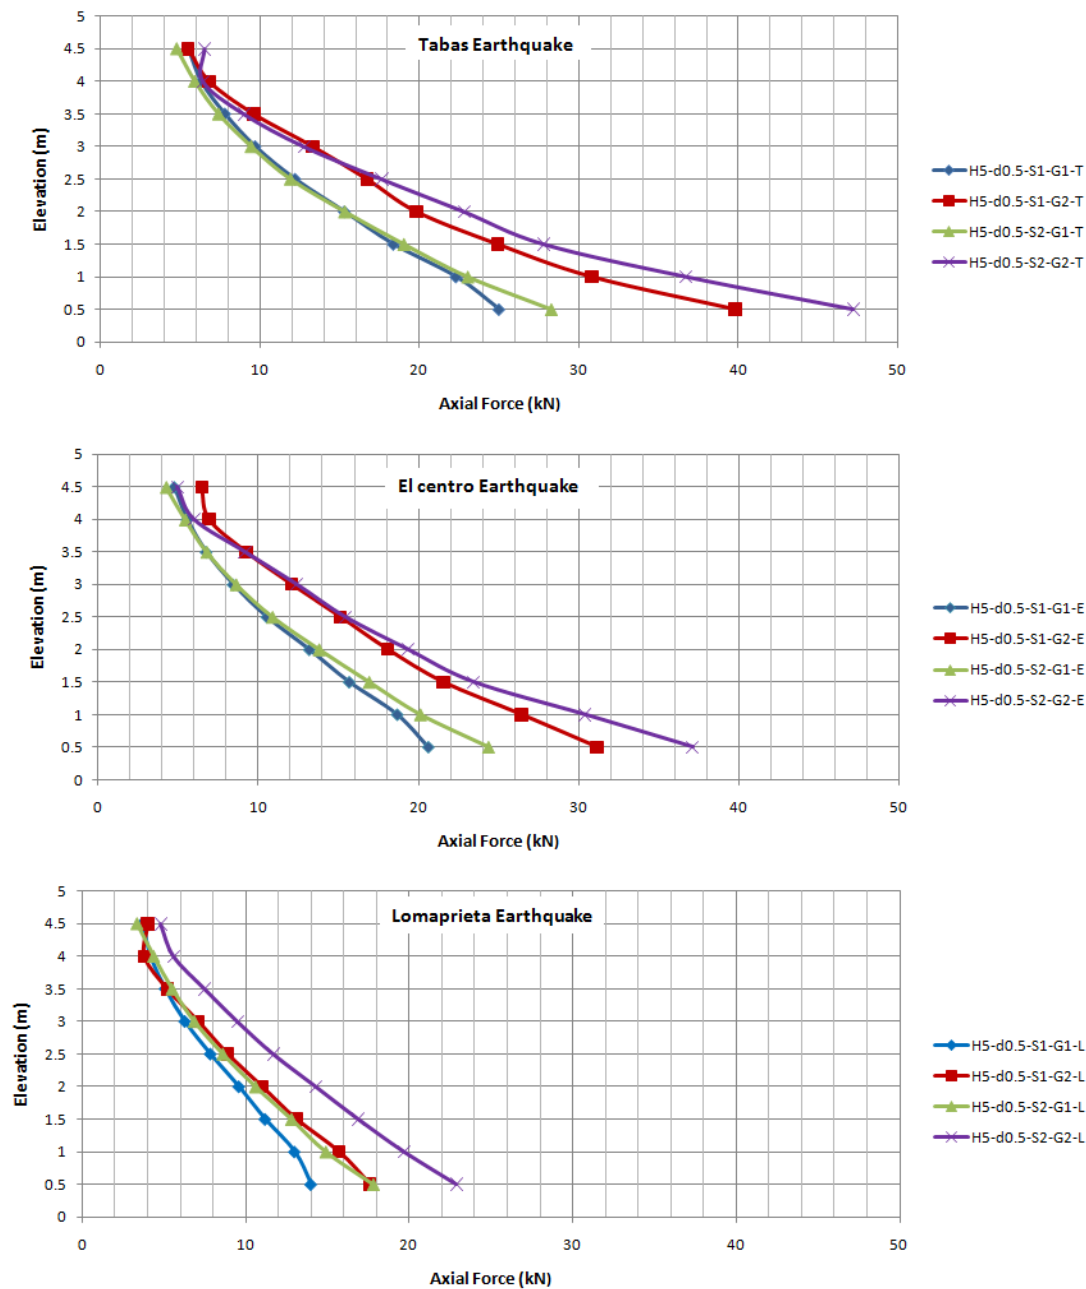 Tabas Earthquake
5
4.5
4
3.5
3
2.5
2
1.5
1
0.5
0
Elevation (m)
0 10 20 30 40 50
Axial Force (kN)
H5-d0.5-S1-G1-T
H5-d0.5-S1-G2-T
H5-d0.5-S2-G1-T
H5-d0.5-S2-G2-T
El centro Earthquake
5
4.5
4
3.5
3
2.5
2
1.5
1
0.5
0
Elevation (m)
0 10 20 30 40 50
Axial Force (kN)
H5-d0.5-S1-G1-E
H5-d0.5-S1-G2-E
H5-d0.5-S2-G1-E
H5-d0.5-S2-G2-E
Lomaprieta Earthquake
5
4.5
4
3.5
3
2.5
2
1.5
1
0.5
0
Elevation (m)
0 10 20 30 40 50
Axial Force (kN)
H5-d0.5-S1-G1-L
H5-d0.5-S1-G2-L
H5-d0.5-S2-G1-L
H5-d0.5-S2-G2-L